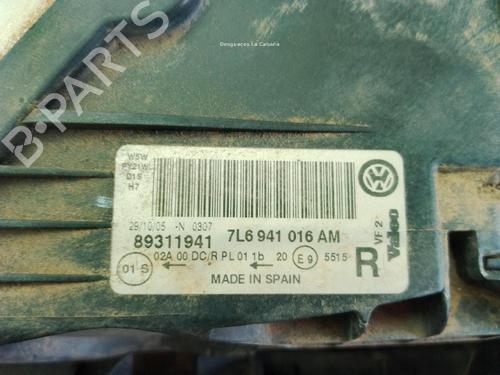 Desguaces La Cabaña
B-PARTS
W5W
PY21W
D1S
H7
29/10/05 -N 0307
89311941 7L6 941 016 AM
01 S 02A 00 DC/R PL 01 1b 20 E9 5515
MADE IN SPAIN
R
VF 2
Valeo